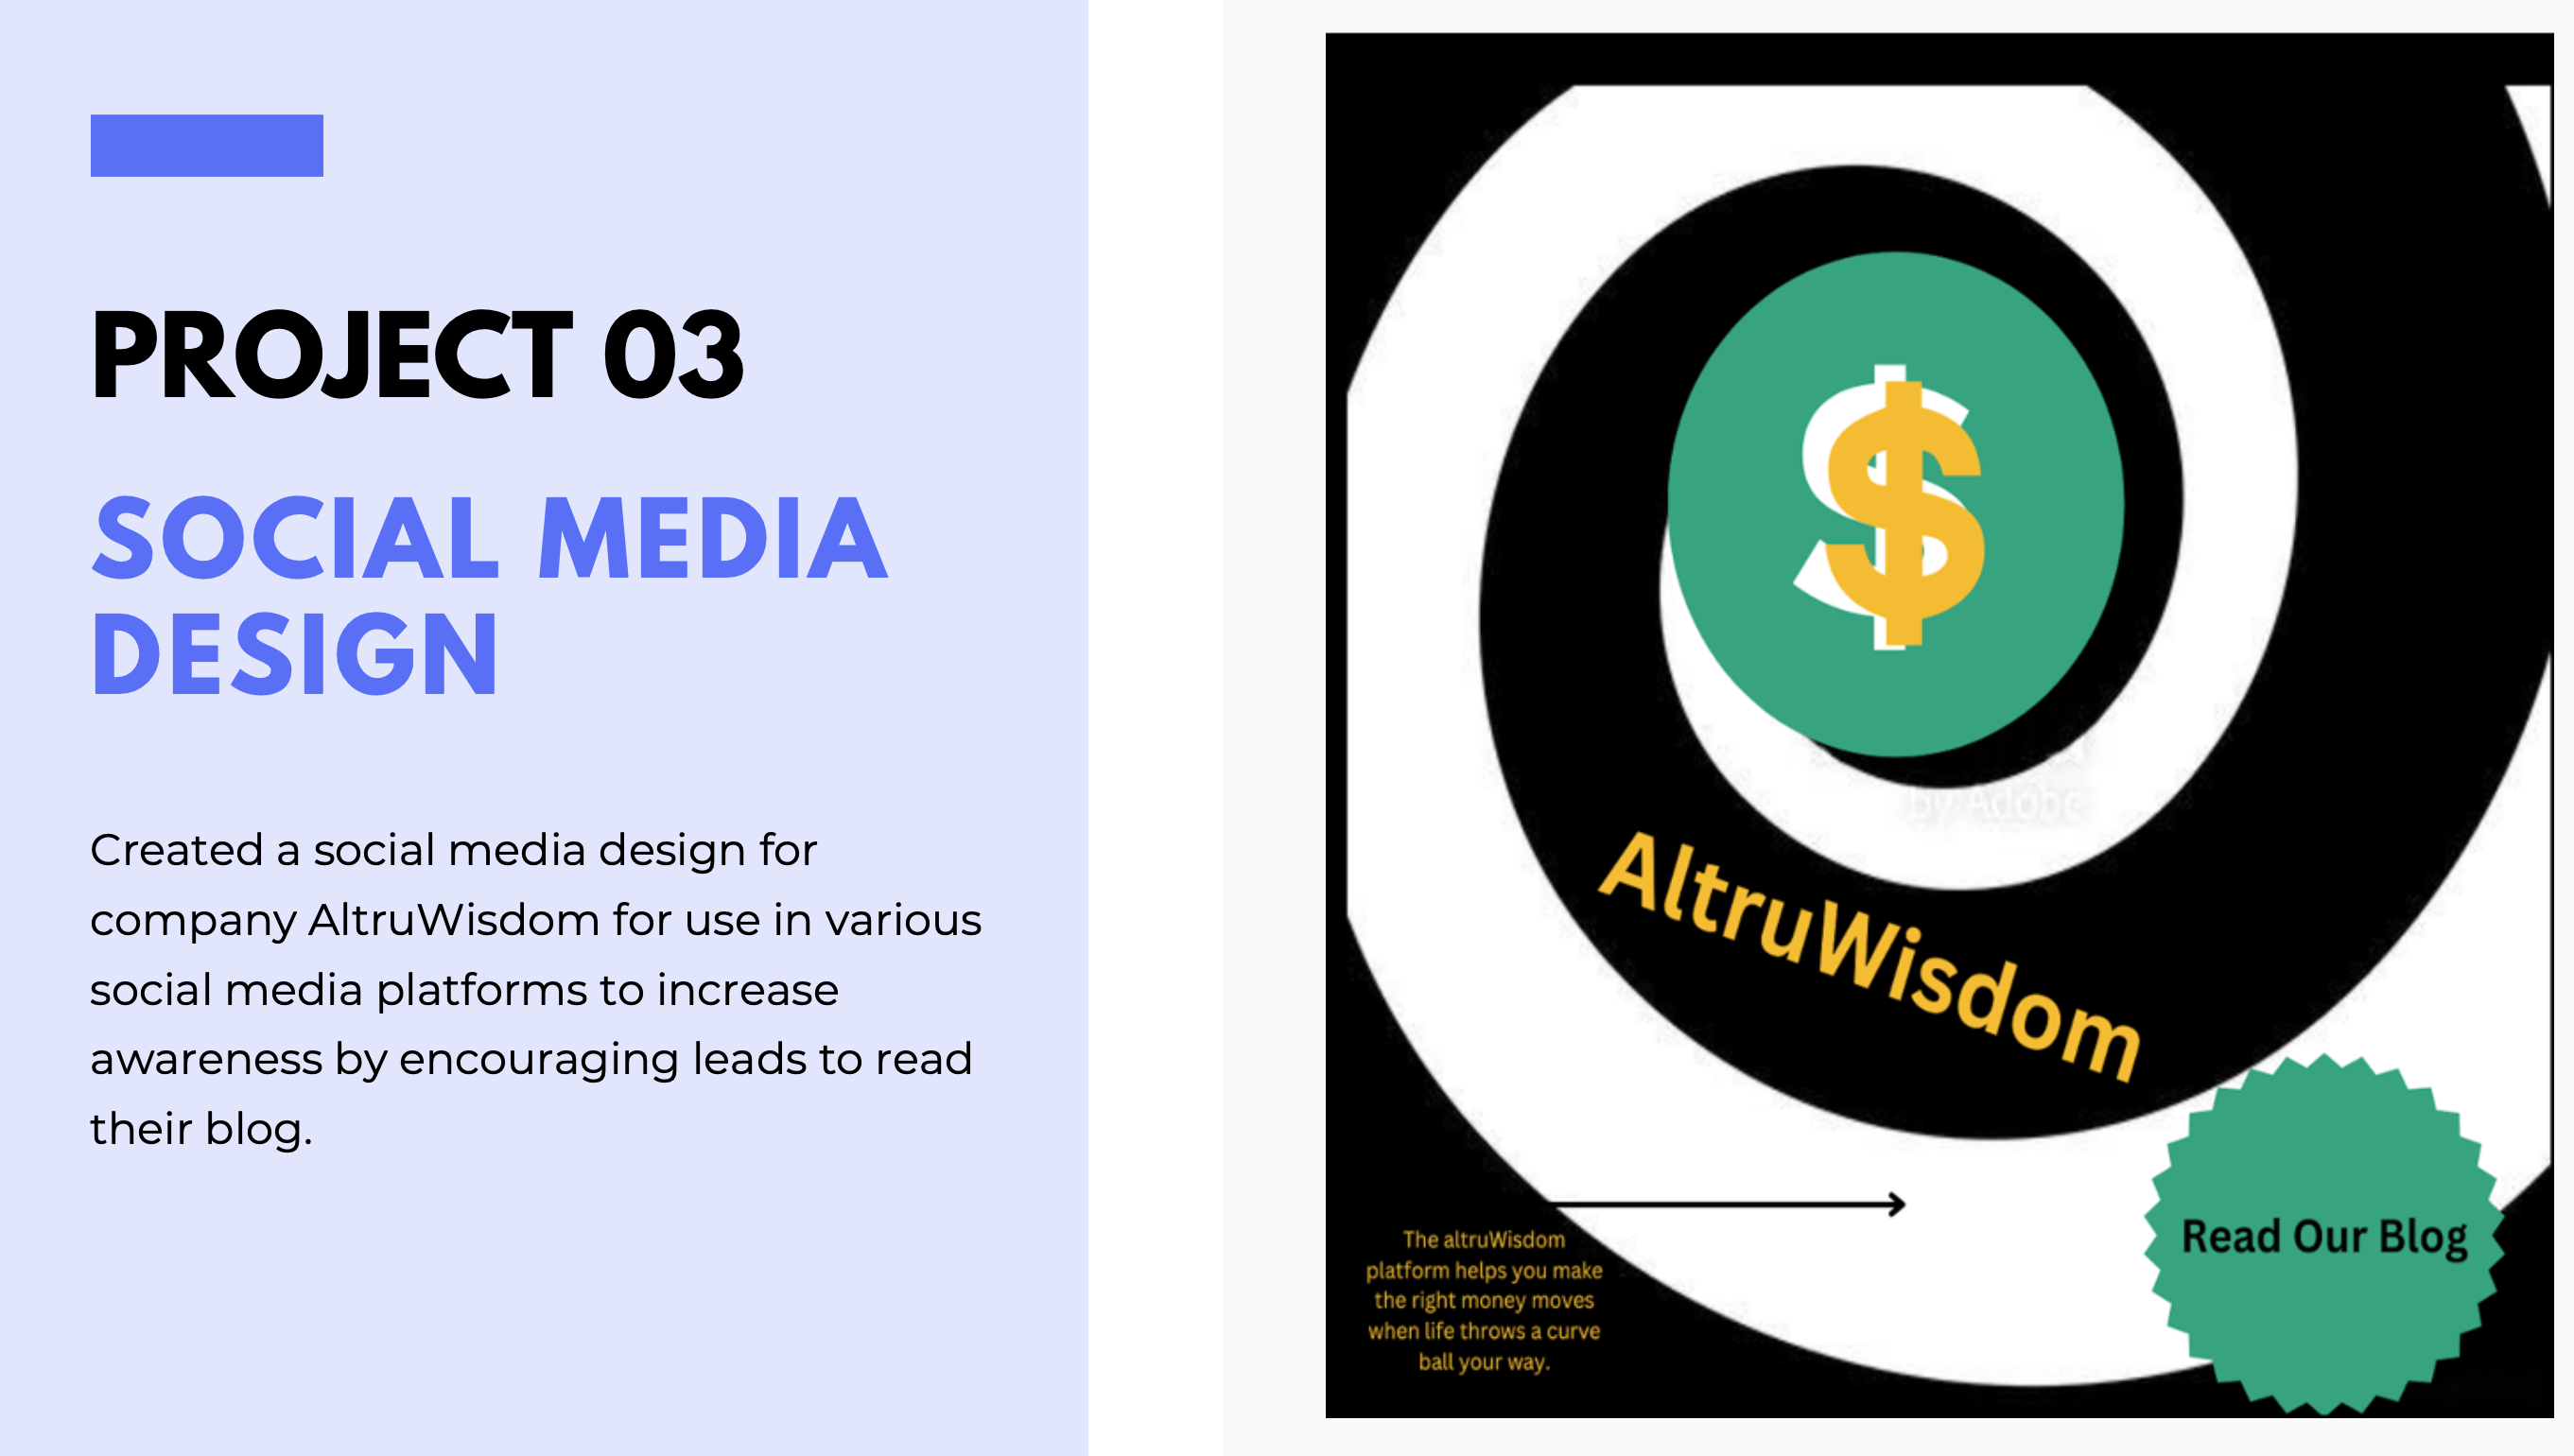 PROJECT 03
SOCIAL MEDIA
DESIGN
Created a social media design for
company AltruWisdom for use in various
social media platforms to increase
awareness by encouraging leads to read
their blog.
$
$
by Adobe
AltruWisdom
The altruWisdom
platform helps you make
the right money moves
when life throws a curve
ball your way.
Read Our Blog